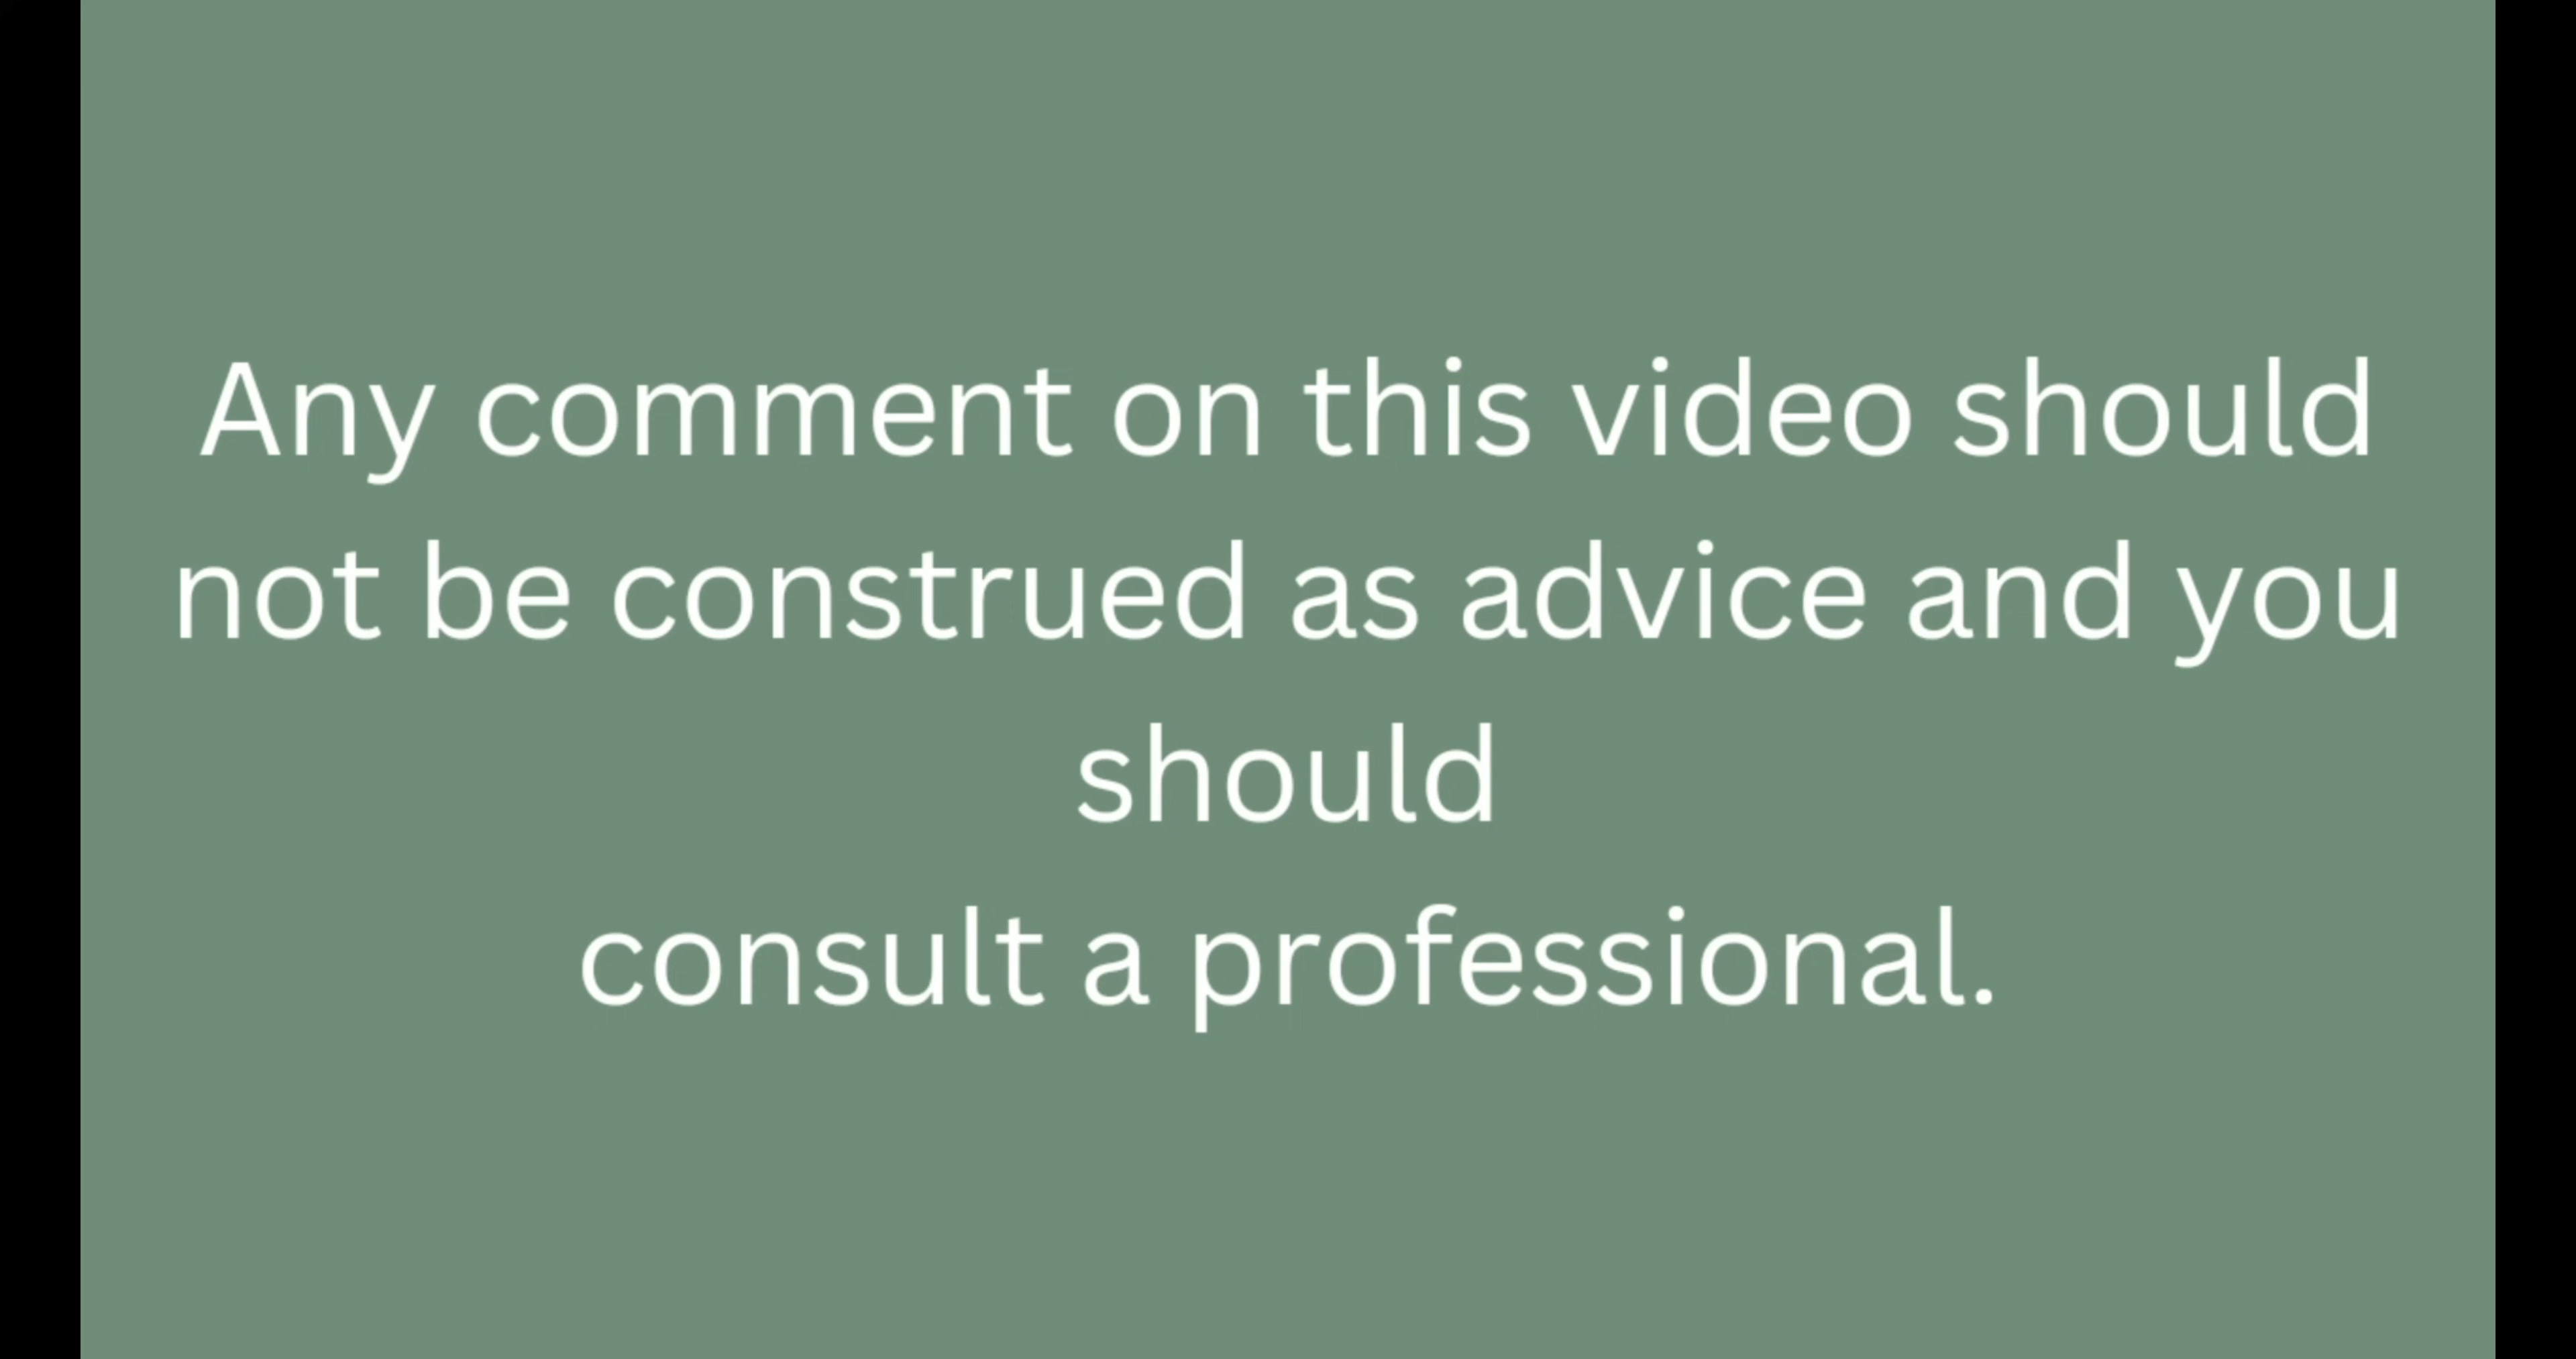 Any comment on this video should
not be construed as advice and you
should
consult a professional.